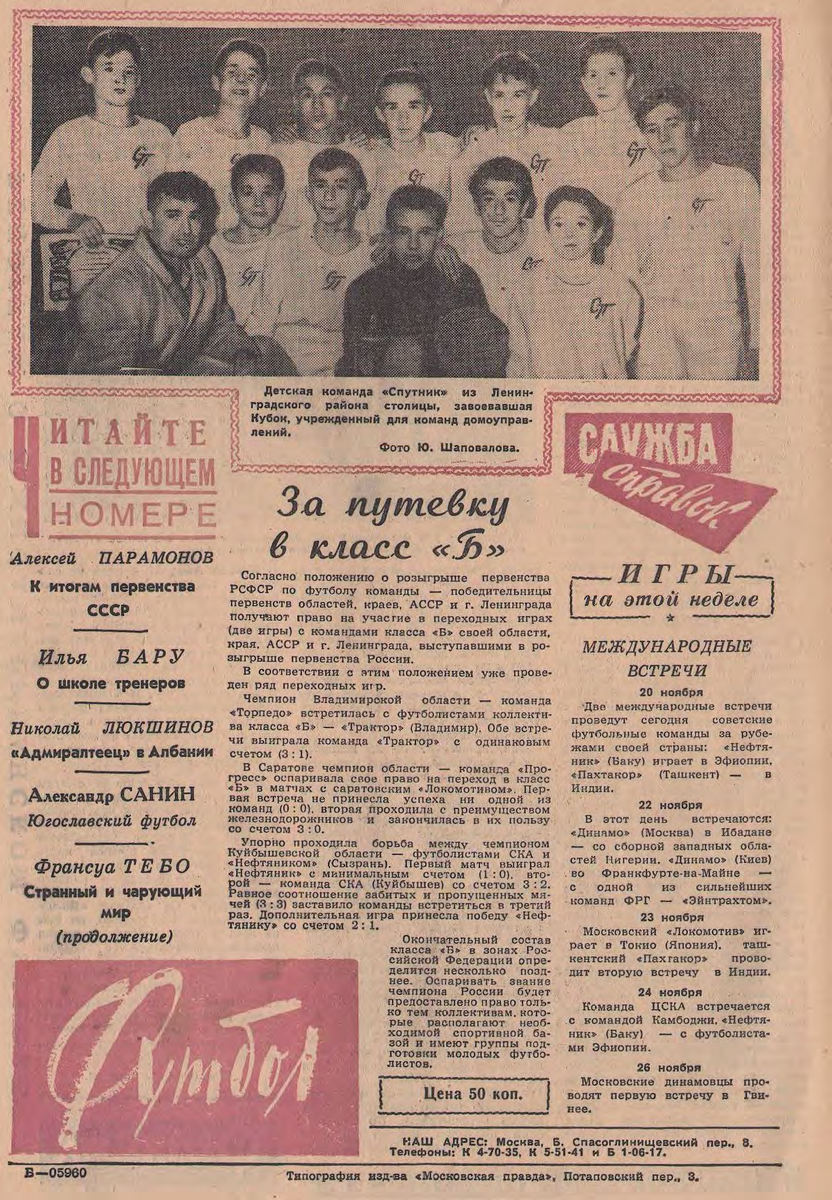 СП
СП
СП
СП
СП
СП
СП
СП
СП
Детская команда «Спутник» из Ленин-
градского района столицы, завоевавшая
Кубок, учрежденный для команд домоуправ-
лений.
Фото Ю. Шаповалова.
ЧИТАЙТЕ
В СЛЕДУЮЩЕМ
НОМЕРЕ
Алексей ПАРАМОНОВ
К итогам первенства
СССР
Илья БАРУ
О школе тренеров
Николай ЛЮКШИНОВ
«Адмиралтеец» в Албании
Александр САНИН
Югославский футбол
Франсуа ТЕБО
Странный и чарующий
мир
(продолжение)
Футбол
За путевку
в класс «Б»
Согласно положению о розыгрыше первенства
РСФСР по футболу команды — победительницы
первенств областей, краев, АССР и г. Ленинграда
получают право на участие в переходных играх
(две игры) с командами класса «Б» своей области,
края, АССР и г. Ленинграда, выступавшими в ро-
зыгрыше первенства России.
В соответствии с этим положением уже прове-
ден ряд переходных игр.
Чемпион Владимирской области — команда
«Торпедо» встретилась с футболистами коллекти-
ва класса «Б» — «Трактор» (Владимир). Обе встре-
чи выиграла команда «Трактор» с одинаковым
счетом (3:1).
В Саратове чемпион области — команда «Про-
гресс» оспаривала свое право на переход в класс
«Б» в матчах с саратовским «Локомотивом». Пер-
вая встреча не принесла успеха ни одной из
команд (0:0), вторая проходила с преимуществом
железнодорожников и закончилась в их пользу
со счетом 3:0.
Упорно проходила борьба между чемпионом
Куйбышевской области — футболистами СКА и
«Нефтяником» (Сызрань). Первый матч выиграл
«Нефтяник» с минимальным счетом (1:0), вто-
рой — команда СКА (Куйбышев) со счетом 3:2.
Равное соотношение забитых и пропущенных мя-
чей (3:3) заставило команды встретиться в третий
раз. Дополнительная игра принесла победу «Неф-
тянику» со счетом 2:1.
Окончательный состав
класса «Б» в зонах Рос-
сийской Федерации опре-
делится несколько позд-
нее. Оспаривать звание
чемпиона России будет
предоставлено право толь-
ко тем коллективам, кото-
рые располагают необ-
ходимой спортивной ба-
зой и имеют группы под-
готовки молодых футбо-
листов.
Цена 50 коп.
СЛУЖБА
справок
ИГРЫ
на этой неделе
МЕЖДУНАРОДНЫЕ
ВСТРЕЧИ
20 ноября
Две международные встречи
проведут сегодня советские
футбольные команды за рубе-
жами своей страны: «Нефтя-
ник» (Баку) играет в Эфиопии,
«Пахтакор» (Ташкент) — в
Индии.
22 ноября
В этот день встречаются:
«Динамо» (Москва) в Ибадане
— со сборной западных обла-
стей Нигерии. «Динамо» (Киев)
во Франкфурте-на-Майне —
с одной из сильнейших
команд ФРГ — «Эйнтрахтом».
23 ноября
Московский «Локомотив» иг-
рает в Токио (Япония). таш-
кентский «Пахтакор» прово-
дит вторую встречу в Индии.
24 ноября
Команда ЦСКА встречается
с командой Камбоджи, «Нефтя-
ник» (Баку) — с футболиста-
ми Эфиопии.
26 ноября
Московские динамовцы про-
водят первую встречу в Гви-
нее.
НАШ АДРЕС: Москва, Б. Спасоглинищевский пер., 8.
Телефоны: К 4-70-35, К 5-51-41 и Б 1-06-17.
Б—05960
Типография изд-ва «Московская правда», Потаповский пер., 3.